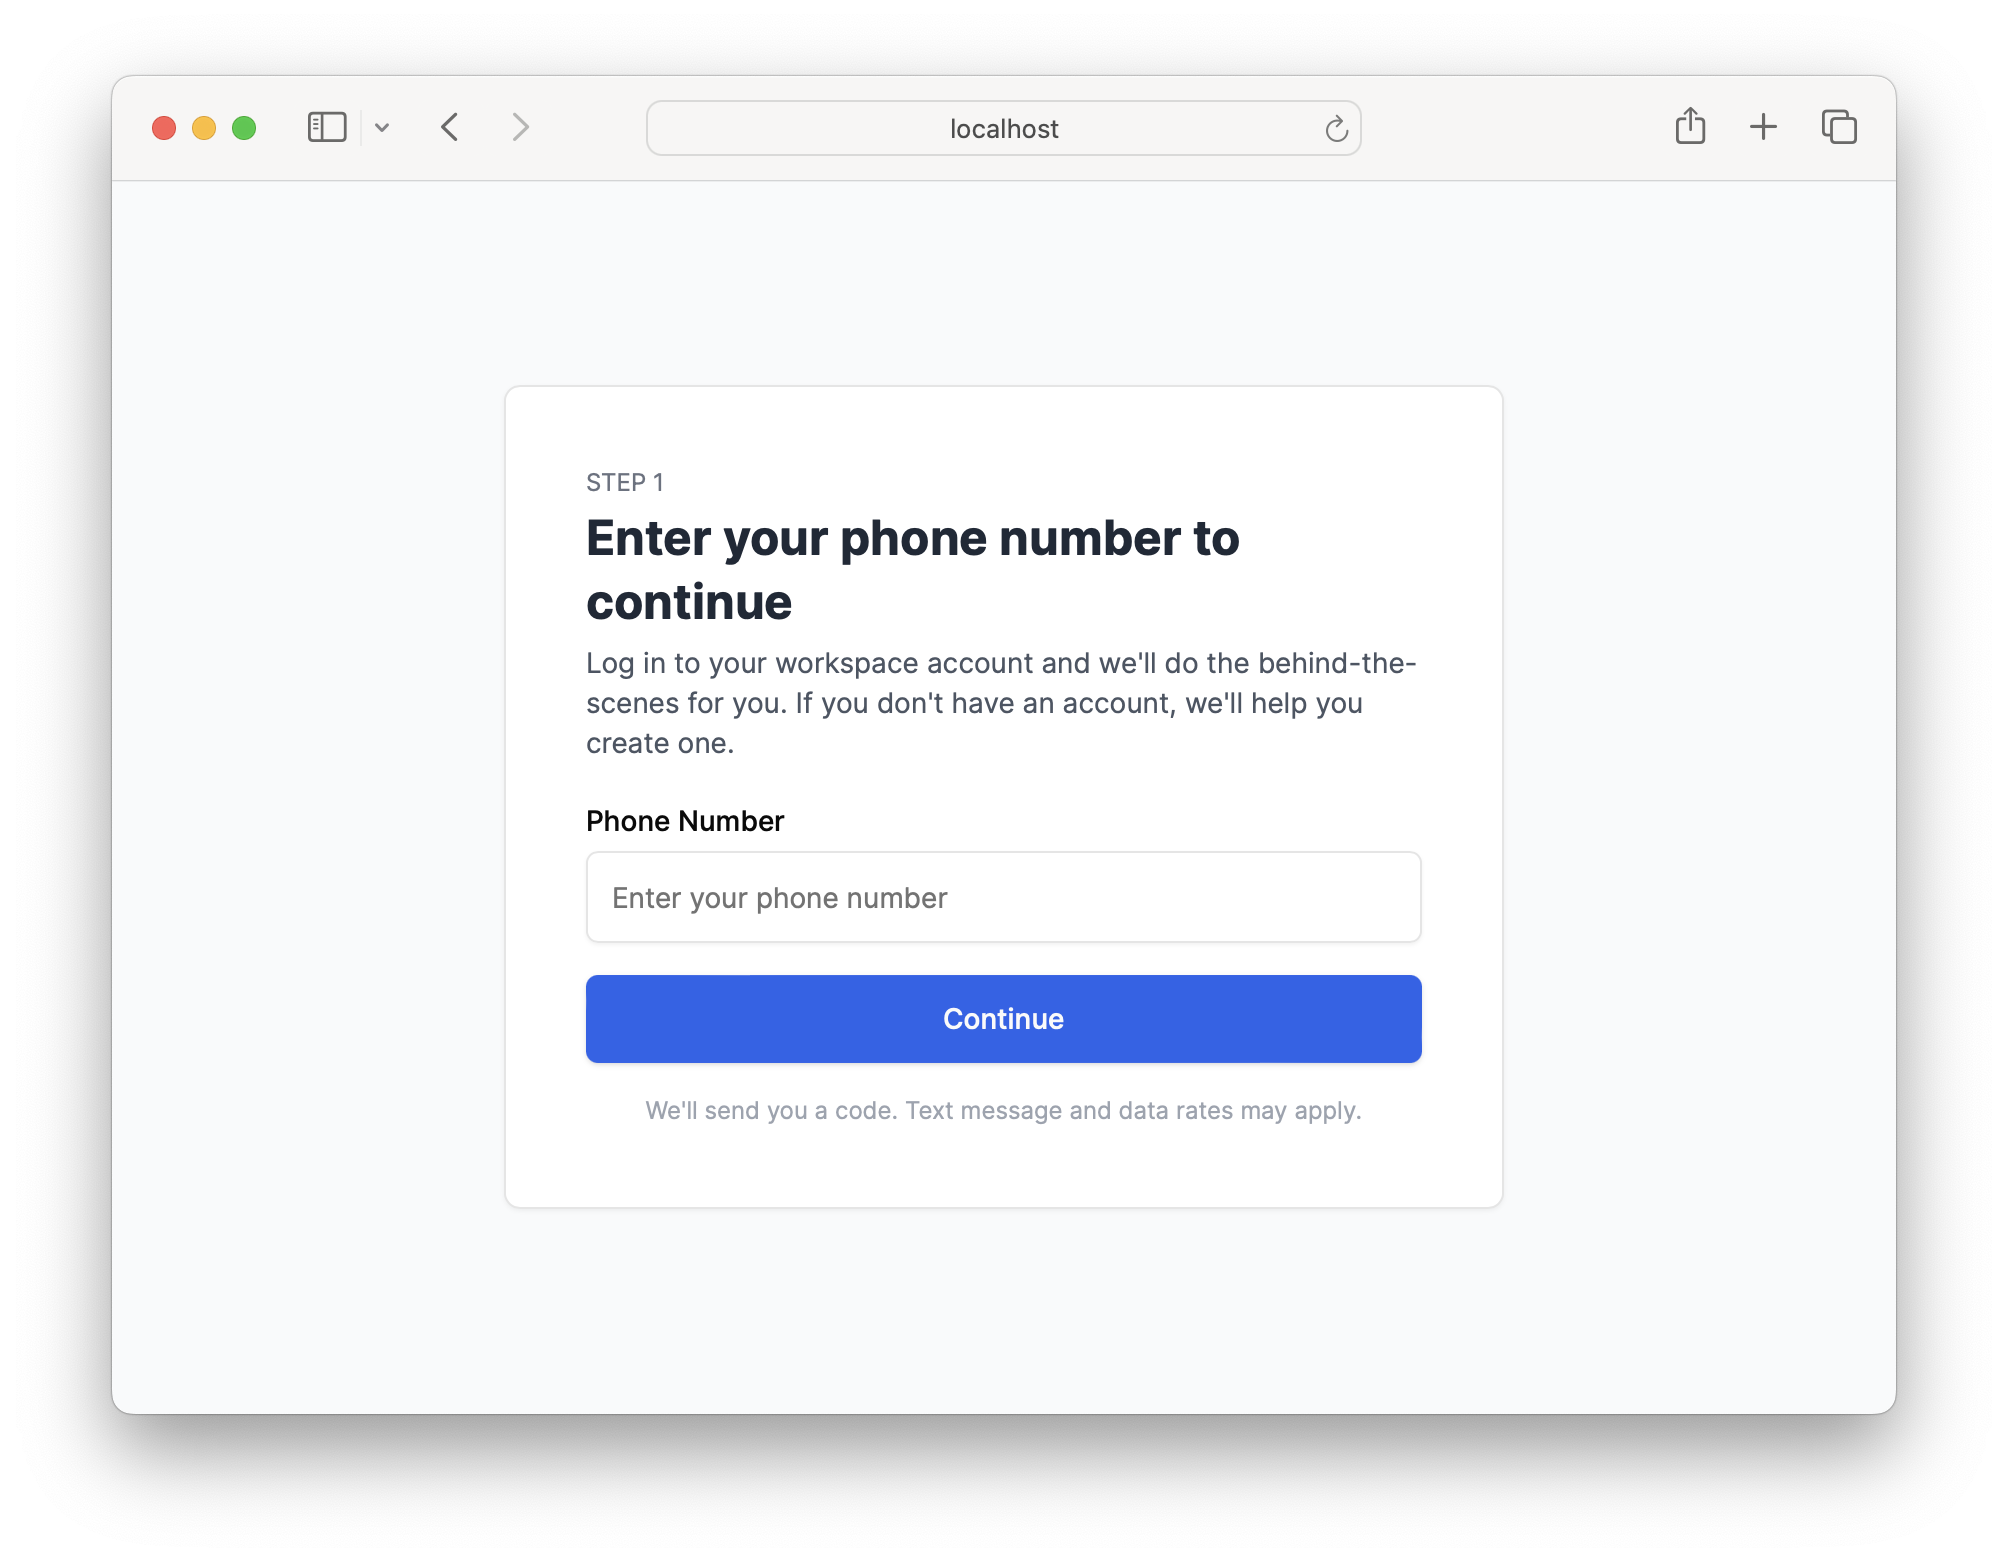 localhost
STEP 1
Enter your phone number to
continue
Log in to your workspace account and we'll do the behind-the-
scenes for you. If you don't have an account, we'll help you
create one.
Phone Number
Enter your phone number
Continue
We'll send you a code. Text message and data rates may apply.